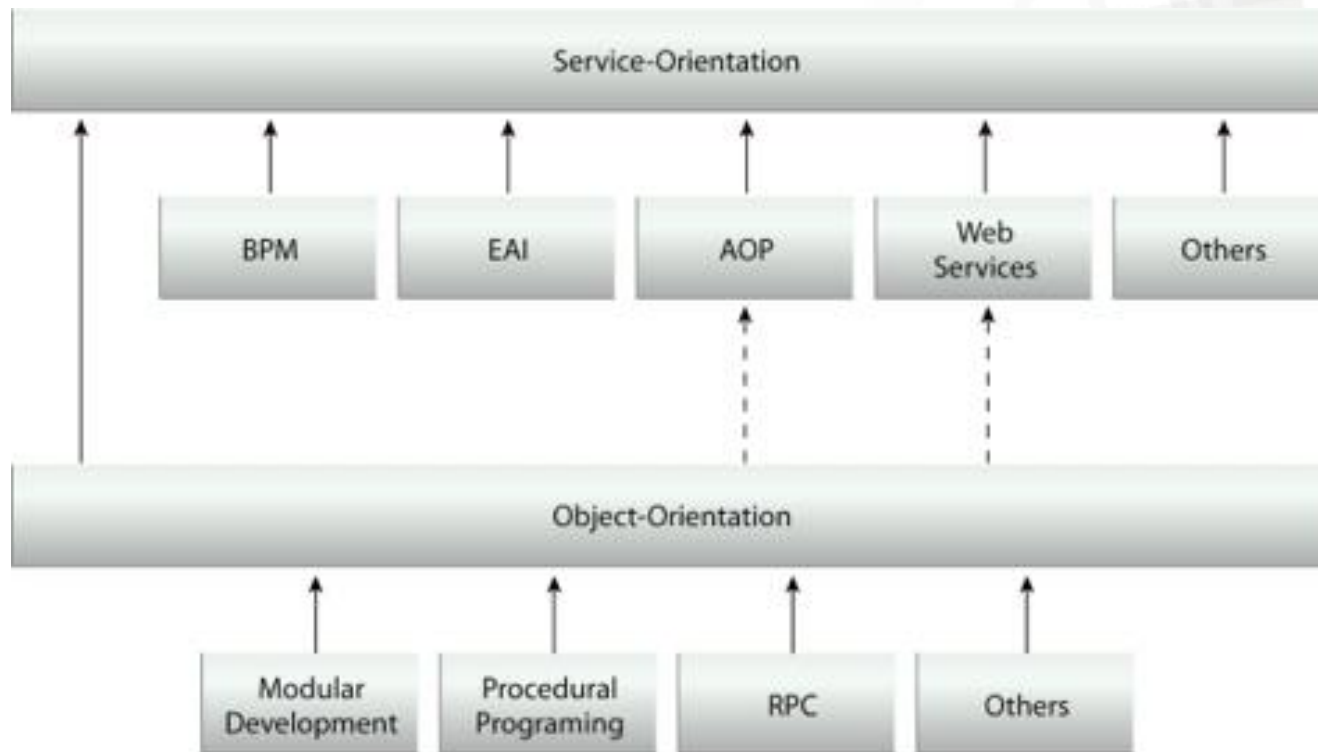 Service-Orientation
BPM
EAI
AOP
Web
Services
Others
Object-Orientation
Modular
Development
Procedural
Programing
RPC
Others